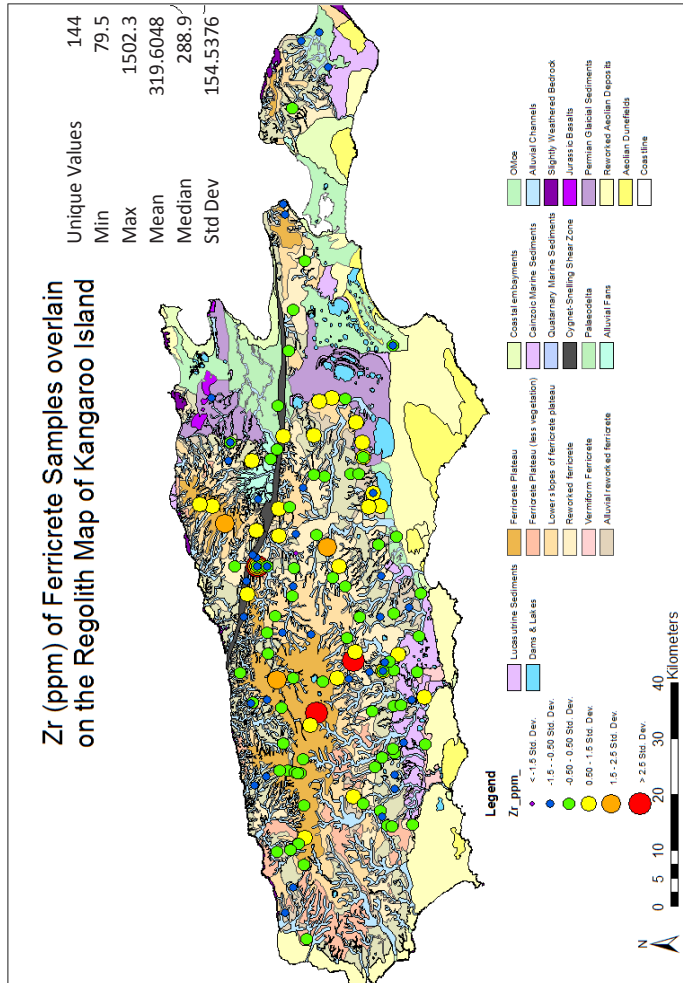 Zr (ppm) of Ferricrete Samples overlain
on the Regolith Map of Kangaroo Island
Unique Values 144
Min 79.5
Max 1502.3
Mean 319.6048
Median 288.9
Std Dev 154.5376
Legend
Zr_ppm_
< -1.5 Std. Dev.
-1.5 - -0.50 Std. Dev.
-0.50 - 0.50 Std. Dev.
0.50 - 1.5 Std. Dev.
1.5 - 2.5 Std. Dev.
> 2.5 Std. Dev.
Lucasutrine Sediments
Dams & Lakes
Ferricrete Plateau
Ferricrete Plateau (less vegetation)
Lower slopes of ferricrete plateau
Reworked ferricrete
Vermiform Ferricrete
Alluvial reworked ferricrete
Coastal embayments
Cainzoic Marine Sediments
Quatarnary Marine Sediments
Cygnet-Snelling Shear Zone
Palaeodelta
Alluvial Fans
OMoe
Alluvial Channels
Slightly Weathered Bedrock
Jurassic Basalts
Permian Glaicial Sediments
Reworked Aeolian Deposits
Aeolian Dunefields
Coastline
N
0 5 10 20 30 40
Kilometers